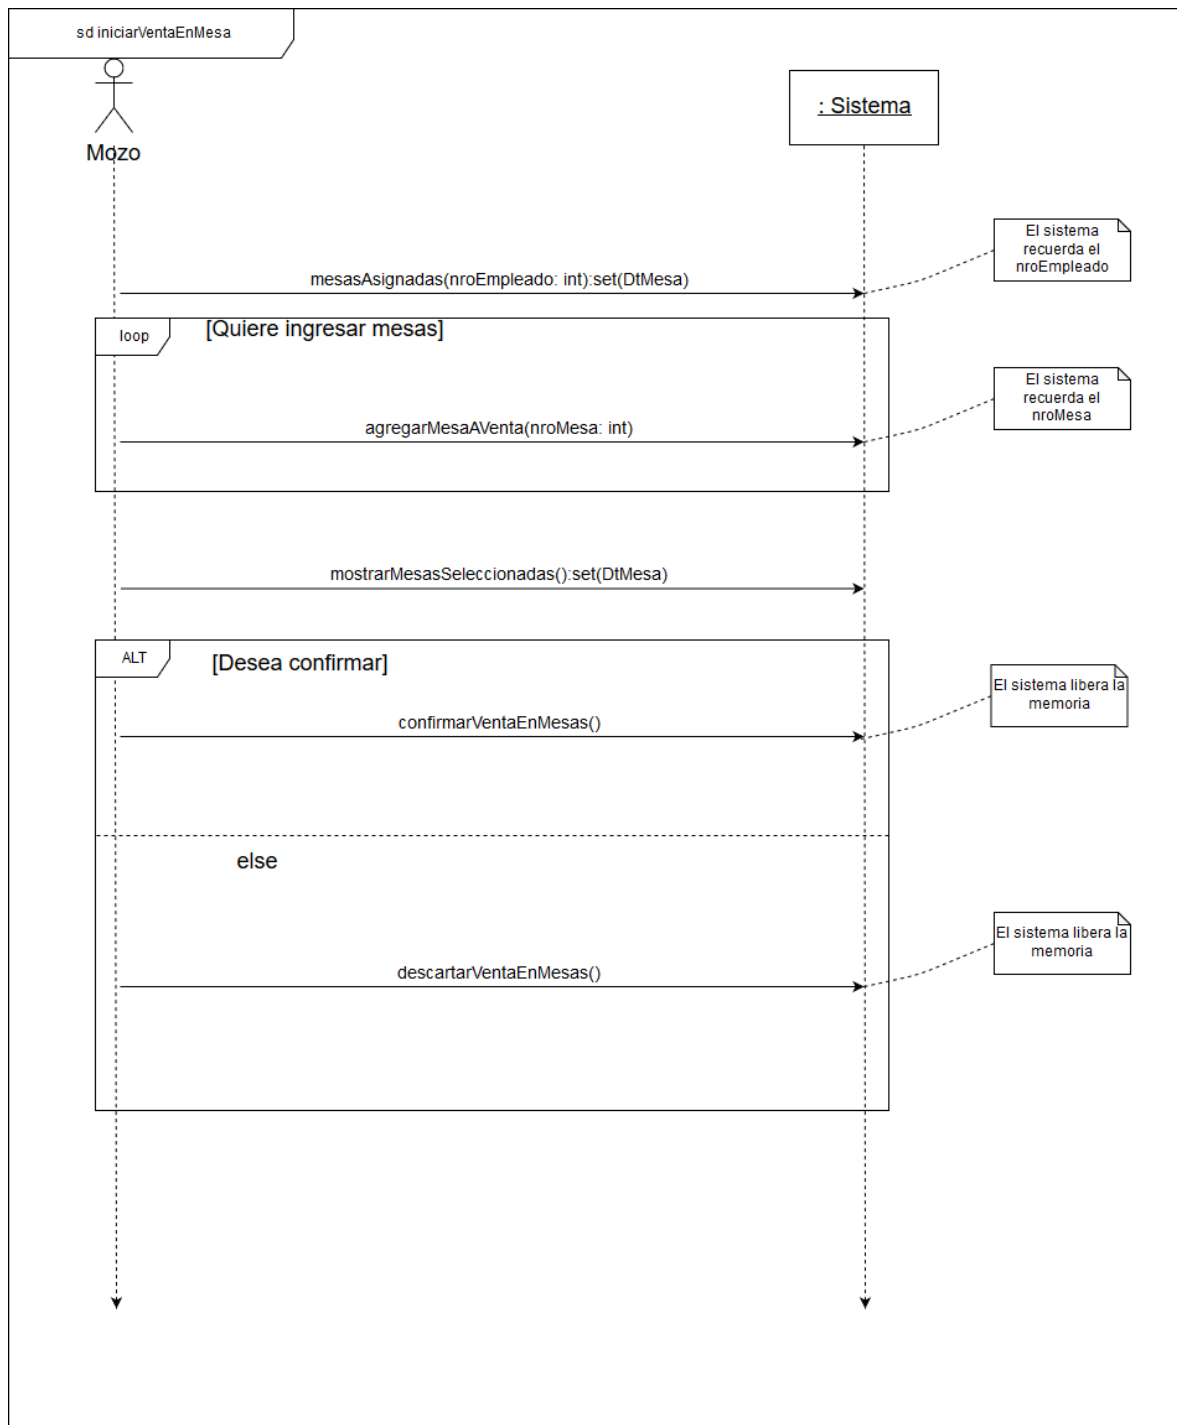 sd iniciarVentaEnMesa
: Sistema
Mozo
El sistema
recuerda el
nroEmpleado
mesasAsignadas(nroEmpleado: int):set(DtMesa)
loop
[Quiere ingresar mesas]
El sistema
recuerda el
nroMesa
agregarMesaAVenta(nroMesa: int)
mostrarMesasSeleccionadas():set(DtMesa)
ALT
[Desea confirmar]
El sistema libera la
memoria
confirmarVentaEnMesas()
else
El sistema libera la
memoria
descartarVentaEnMesas()